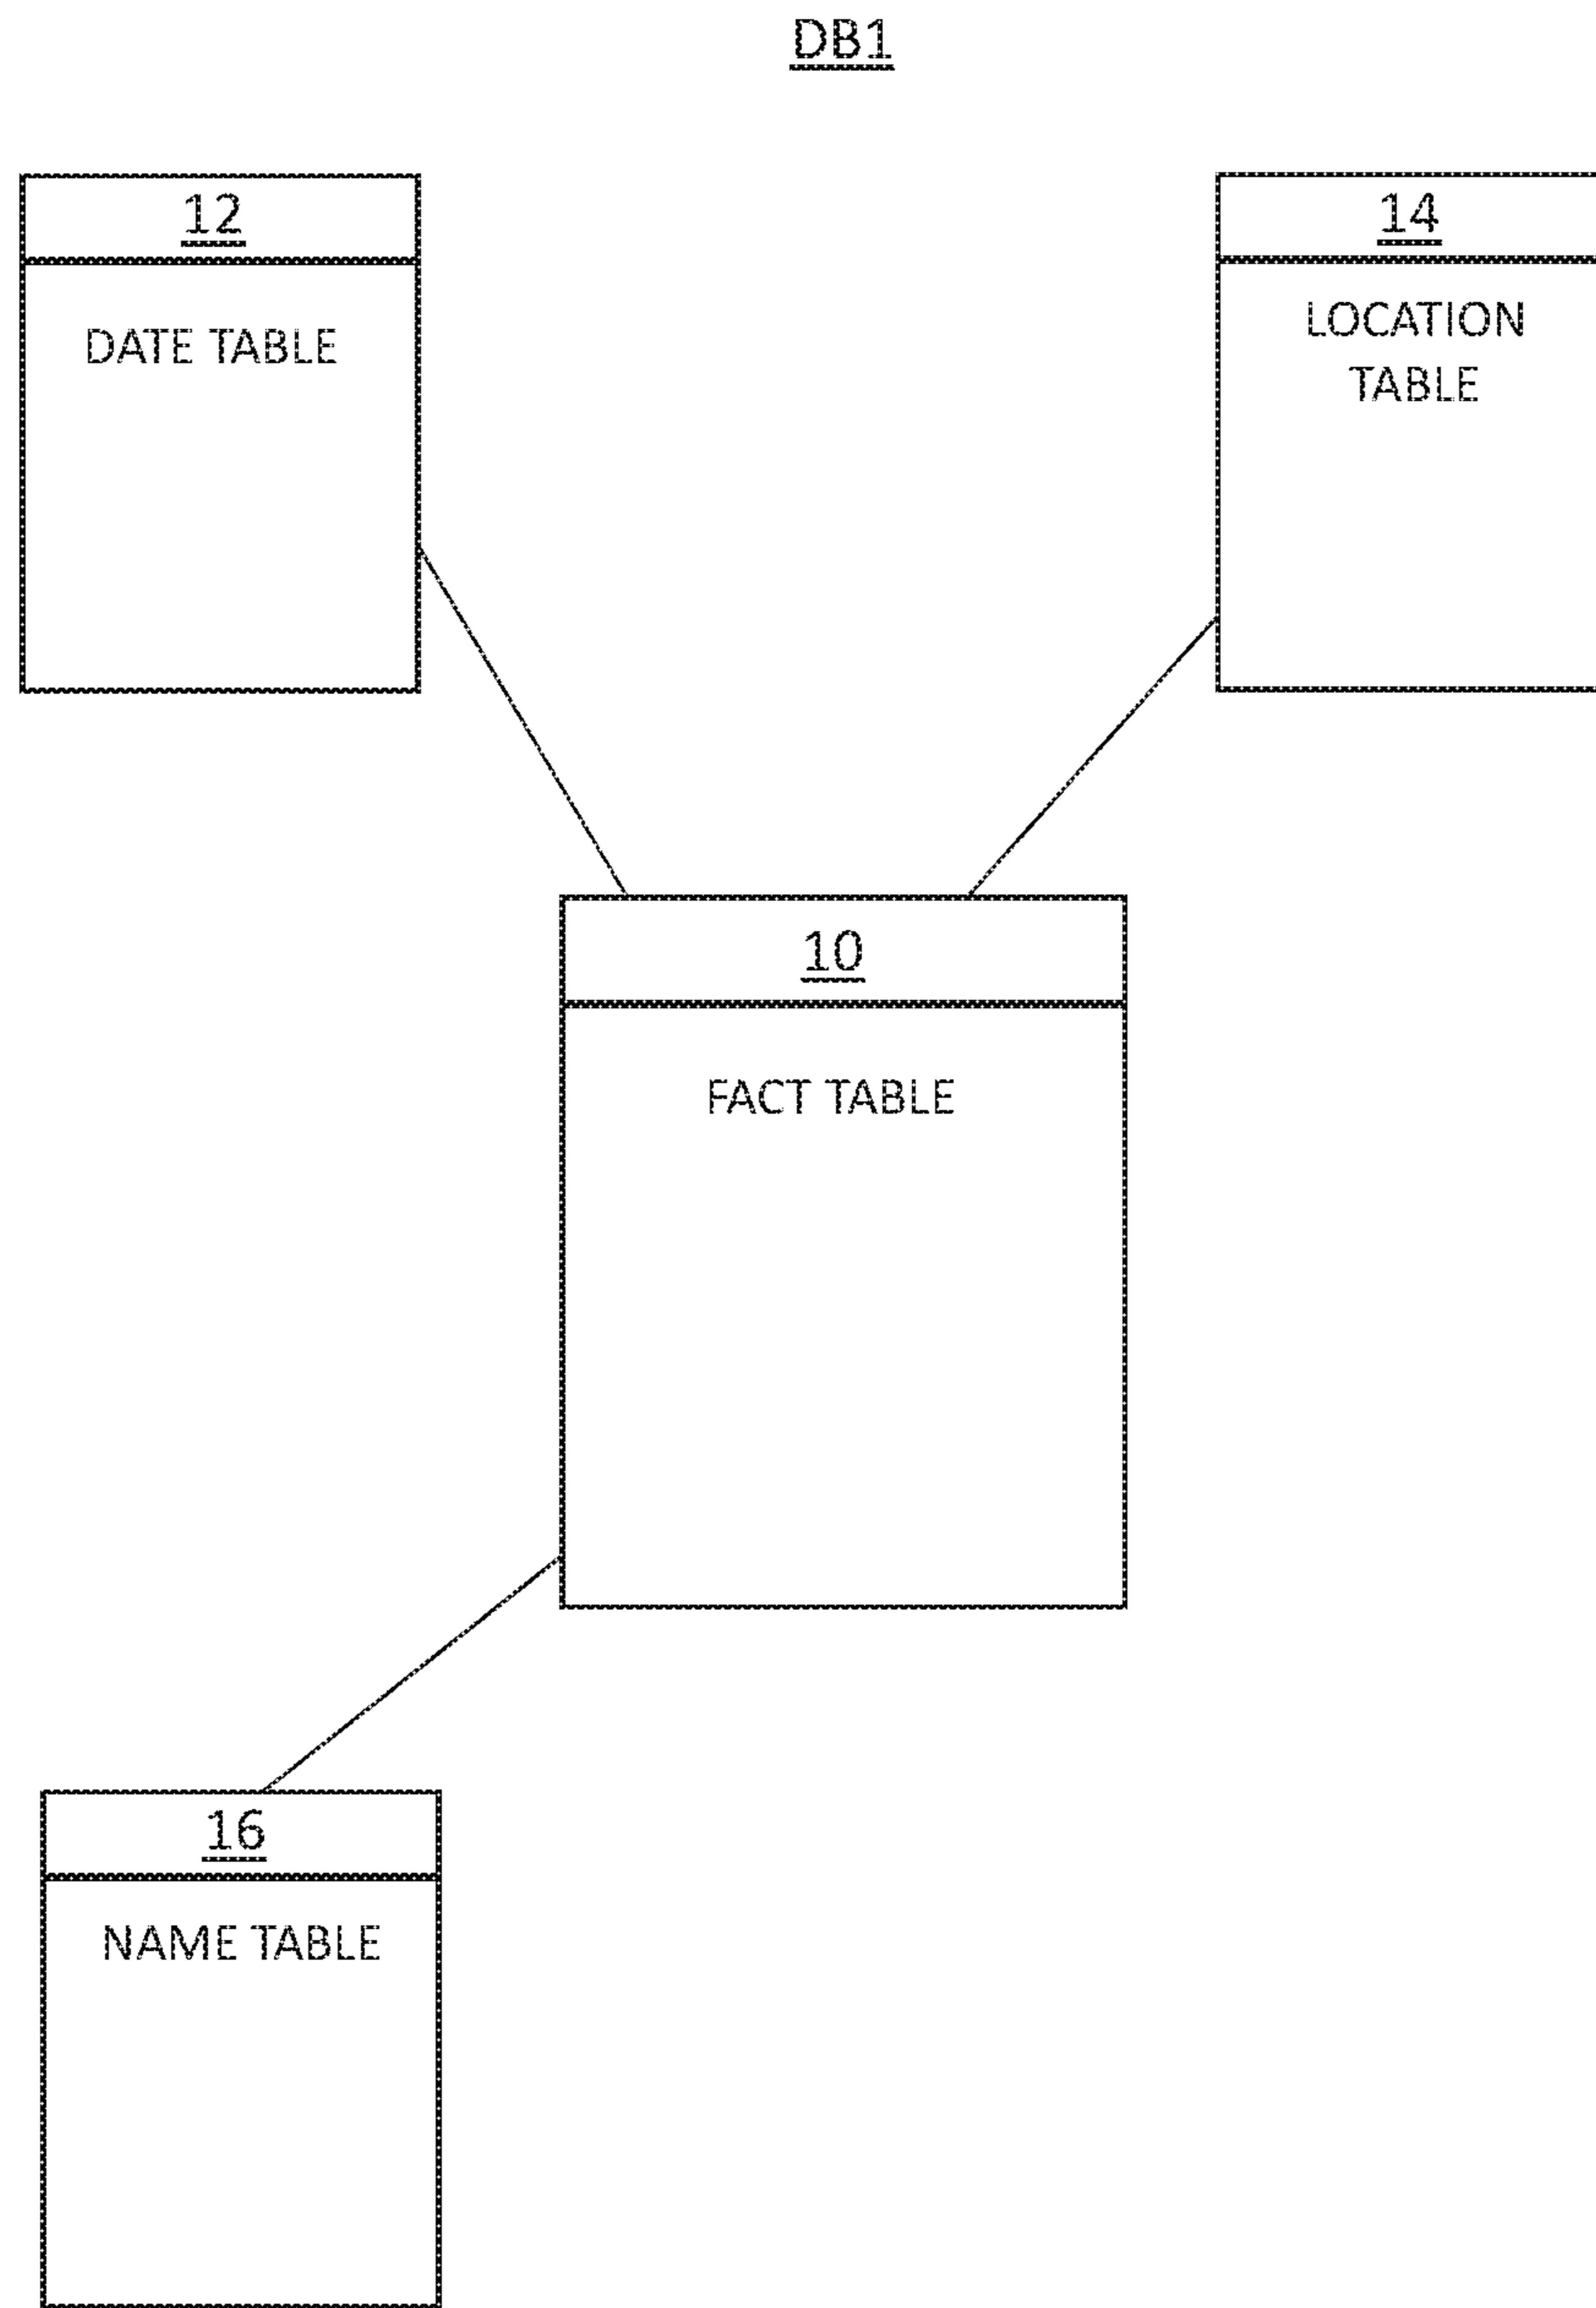 DB1
12
DATE TABLE
14
LOCATION
TABLE
10
FACT TABLE
16
NAME TABLE